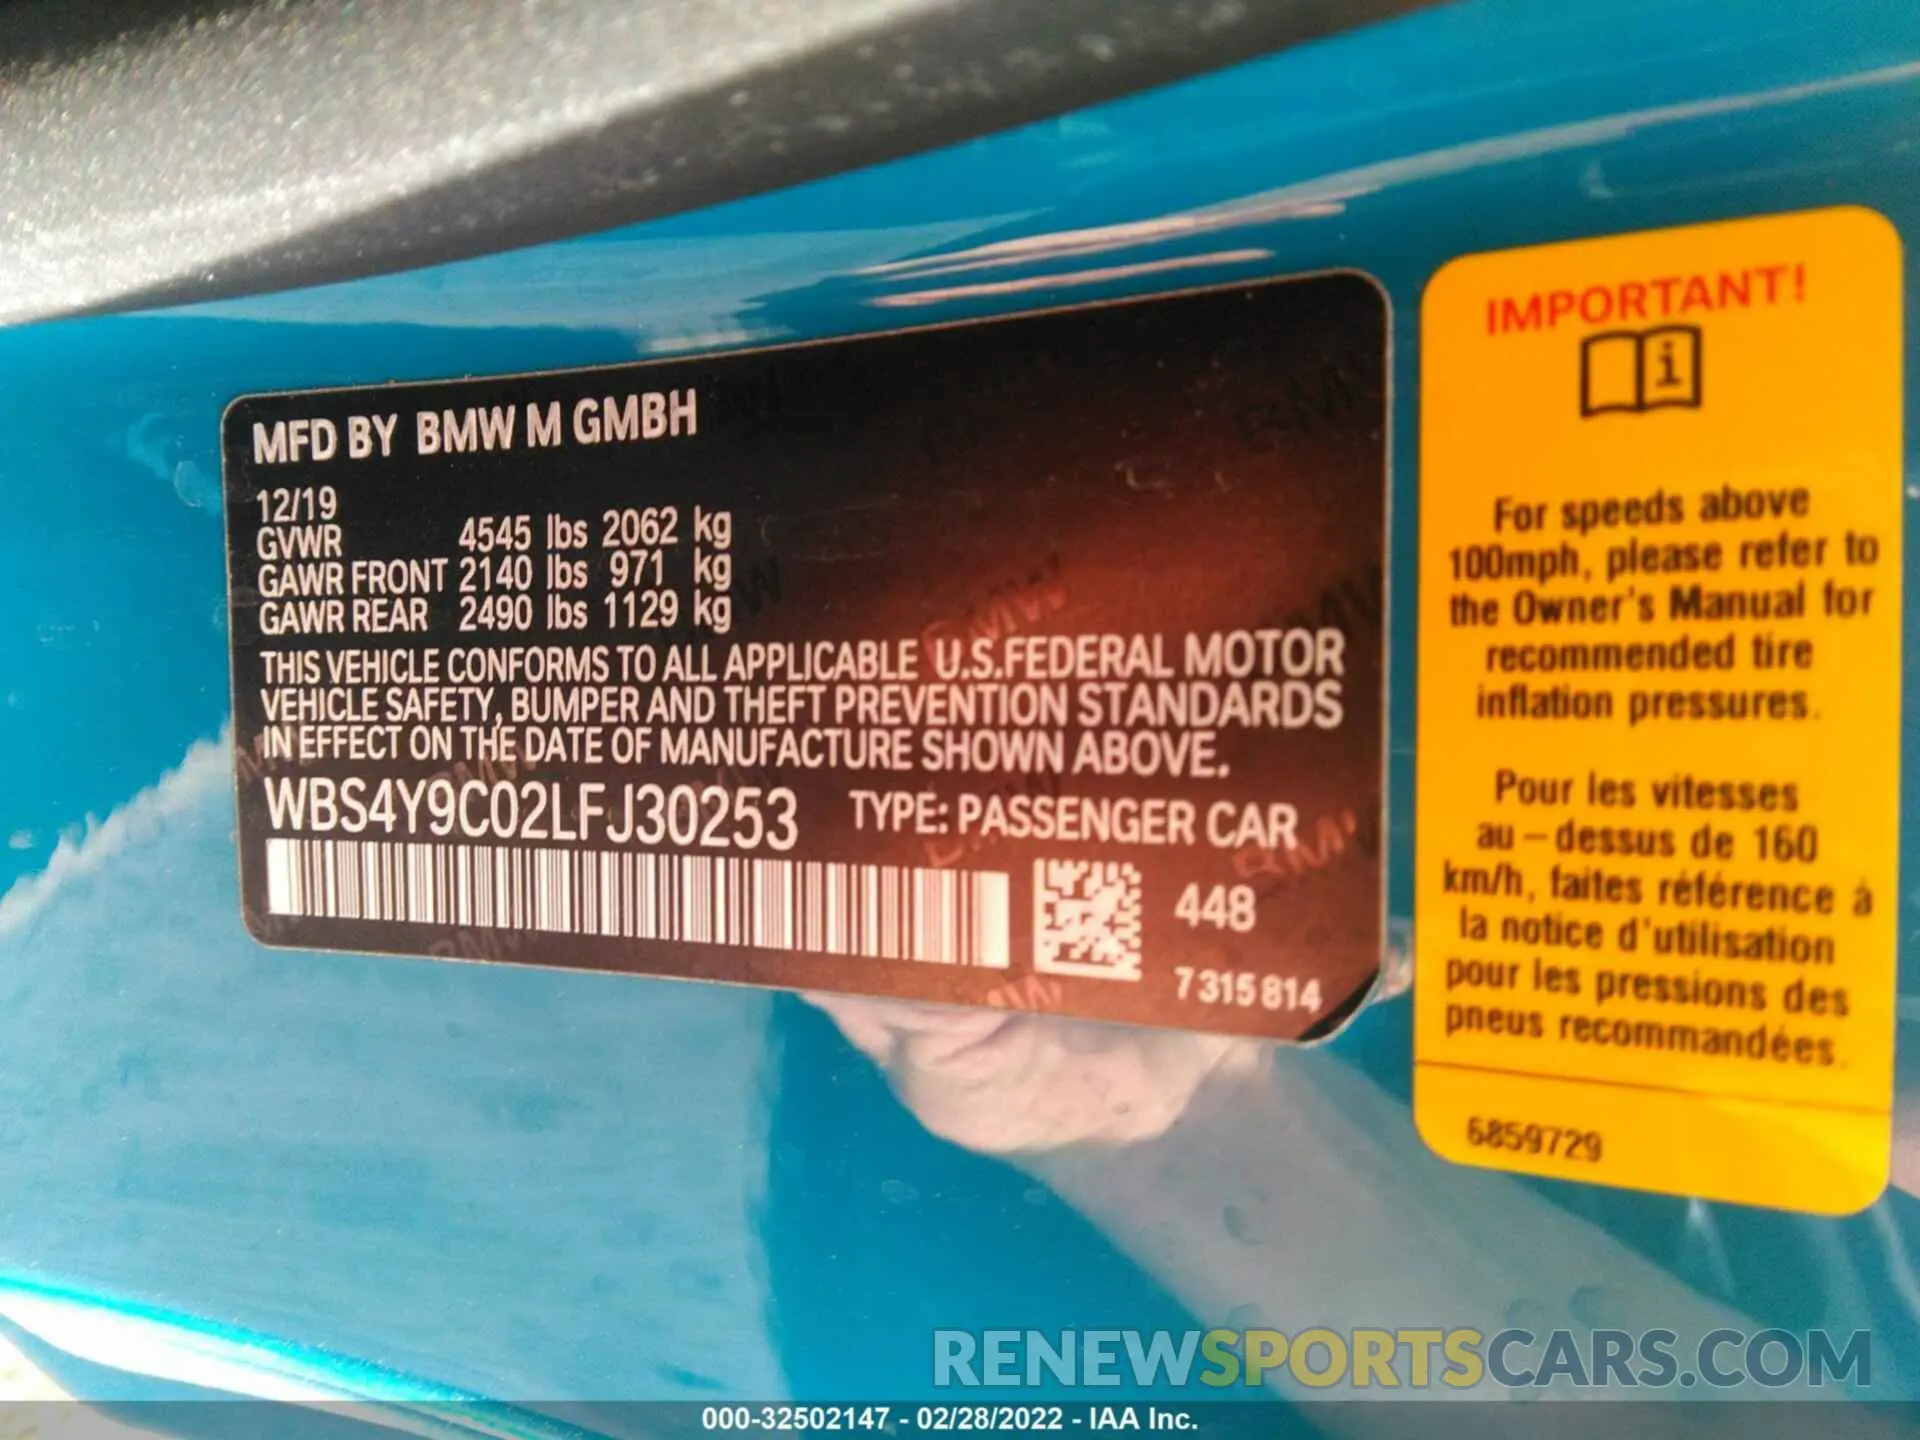 MFD BY BMW M GMBH
12/19
GVWR 4545 lbs 2062 kg
GAWR FRONT 2140 lbs 971 kg
GAWR REAR 2490 lbs 1129 kg
THIS VEHICLE CONFORMS TO ALL APPLICABLE U.S.FEDERAL MOTOR
VEHICLE SAFETY, BUMPER AND THEFT PREVENTION STANDARDS
IN EFFECT ON THE DATE OF MANUFACTURE SHOWN ABOVE.
WBS4Y9C02LFJ30253 TYPE: PASSENGER CAR
448
7315814
IMPORTANT!
i
For speeds above
100mph, please refer to
the Owner's Manual for
recommended tire
inflation pressures.
Pour les vitesses
au - dessus de 160
km/h, faites référence à
la notice d'utilisation
pour les pressions des
pneus recommandées.
6859729
RENEWSPORTSCARS.COM
000-32502147 - 02/28/2022 - IAA Inc.